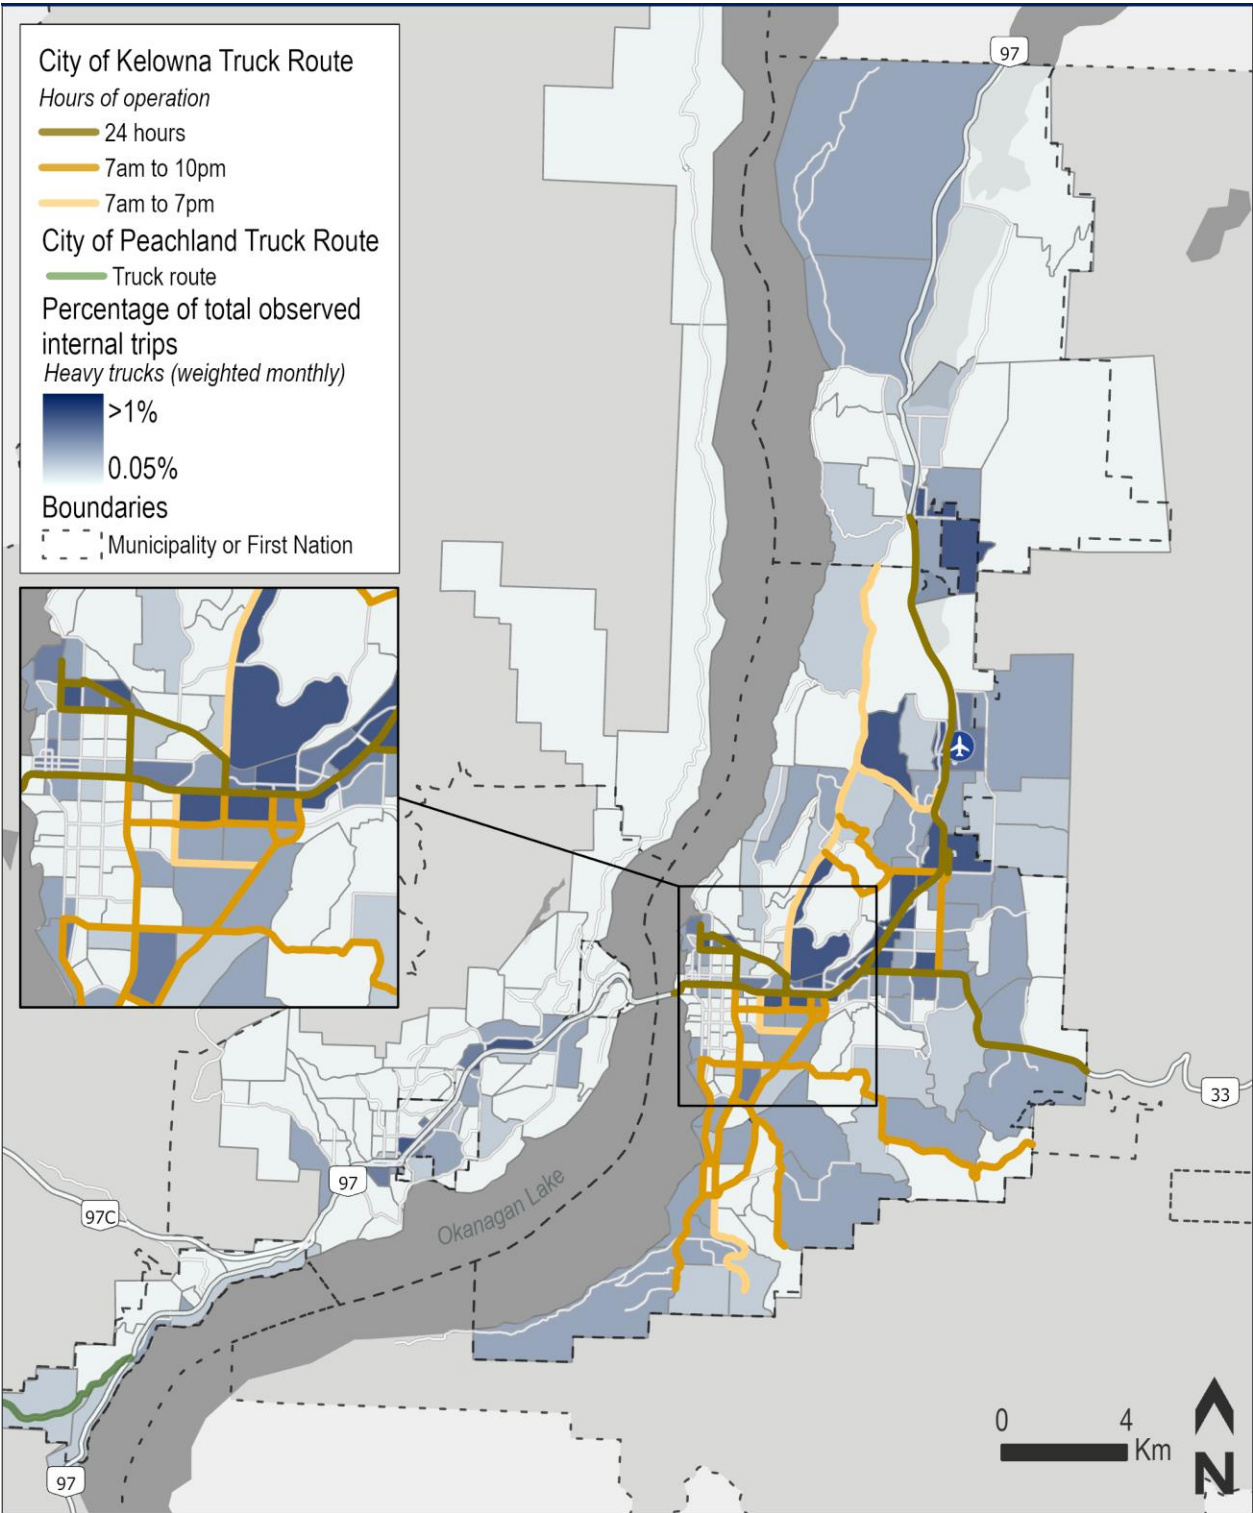 City of Kelowna Truck Route
Hours of operation
24 hours
7am to 10pm
7am to 7pm
City of Peachland Truck Route
Truck route
Percentage of total observed
internal trips
Heavy trucks (weighted monthly)
>1%
0.05%
Boundaries
Municipality or First Nation
97
33
97
97C
Okanagan Lake
97
0 4
Km
N